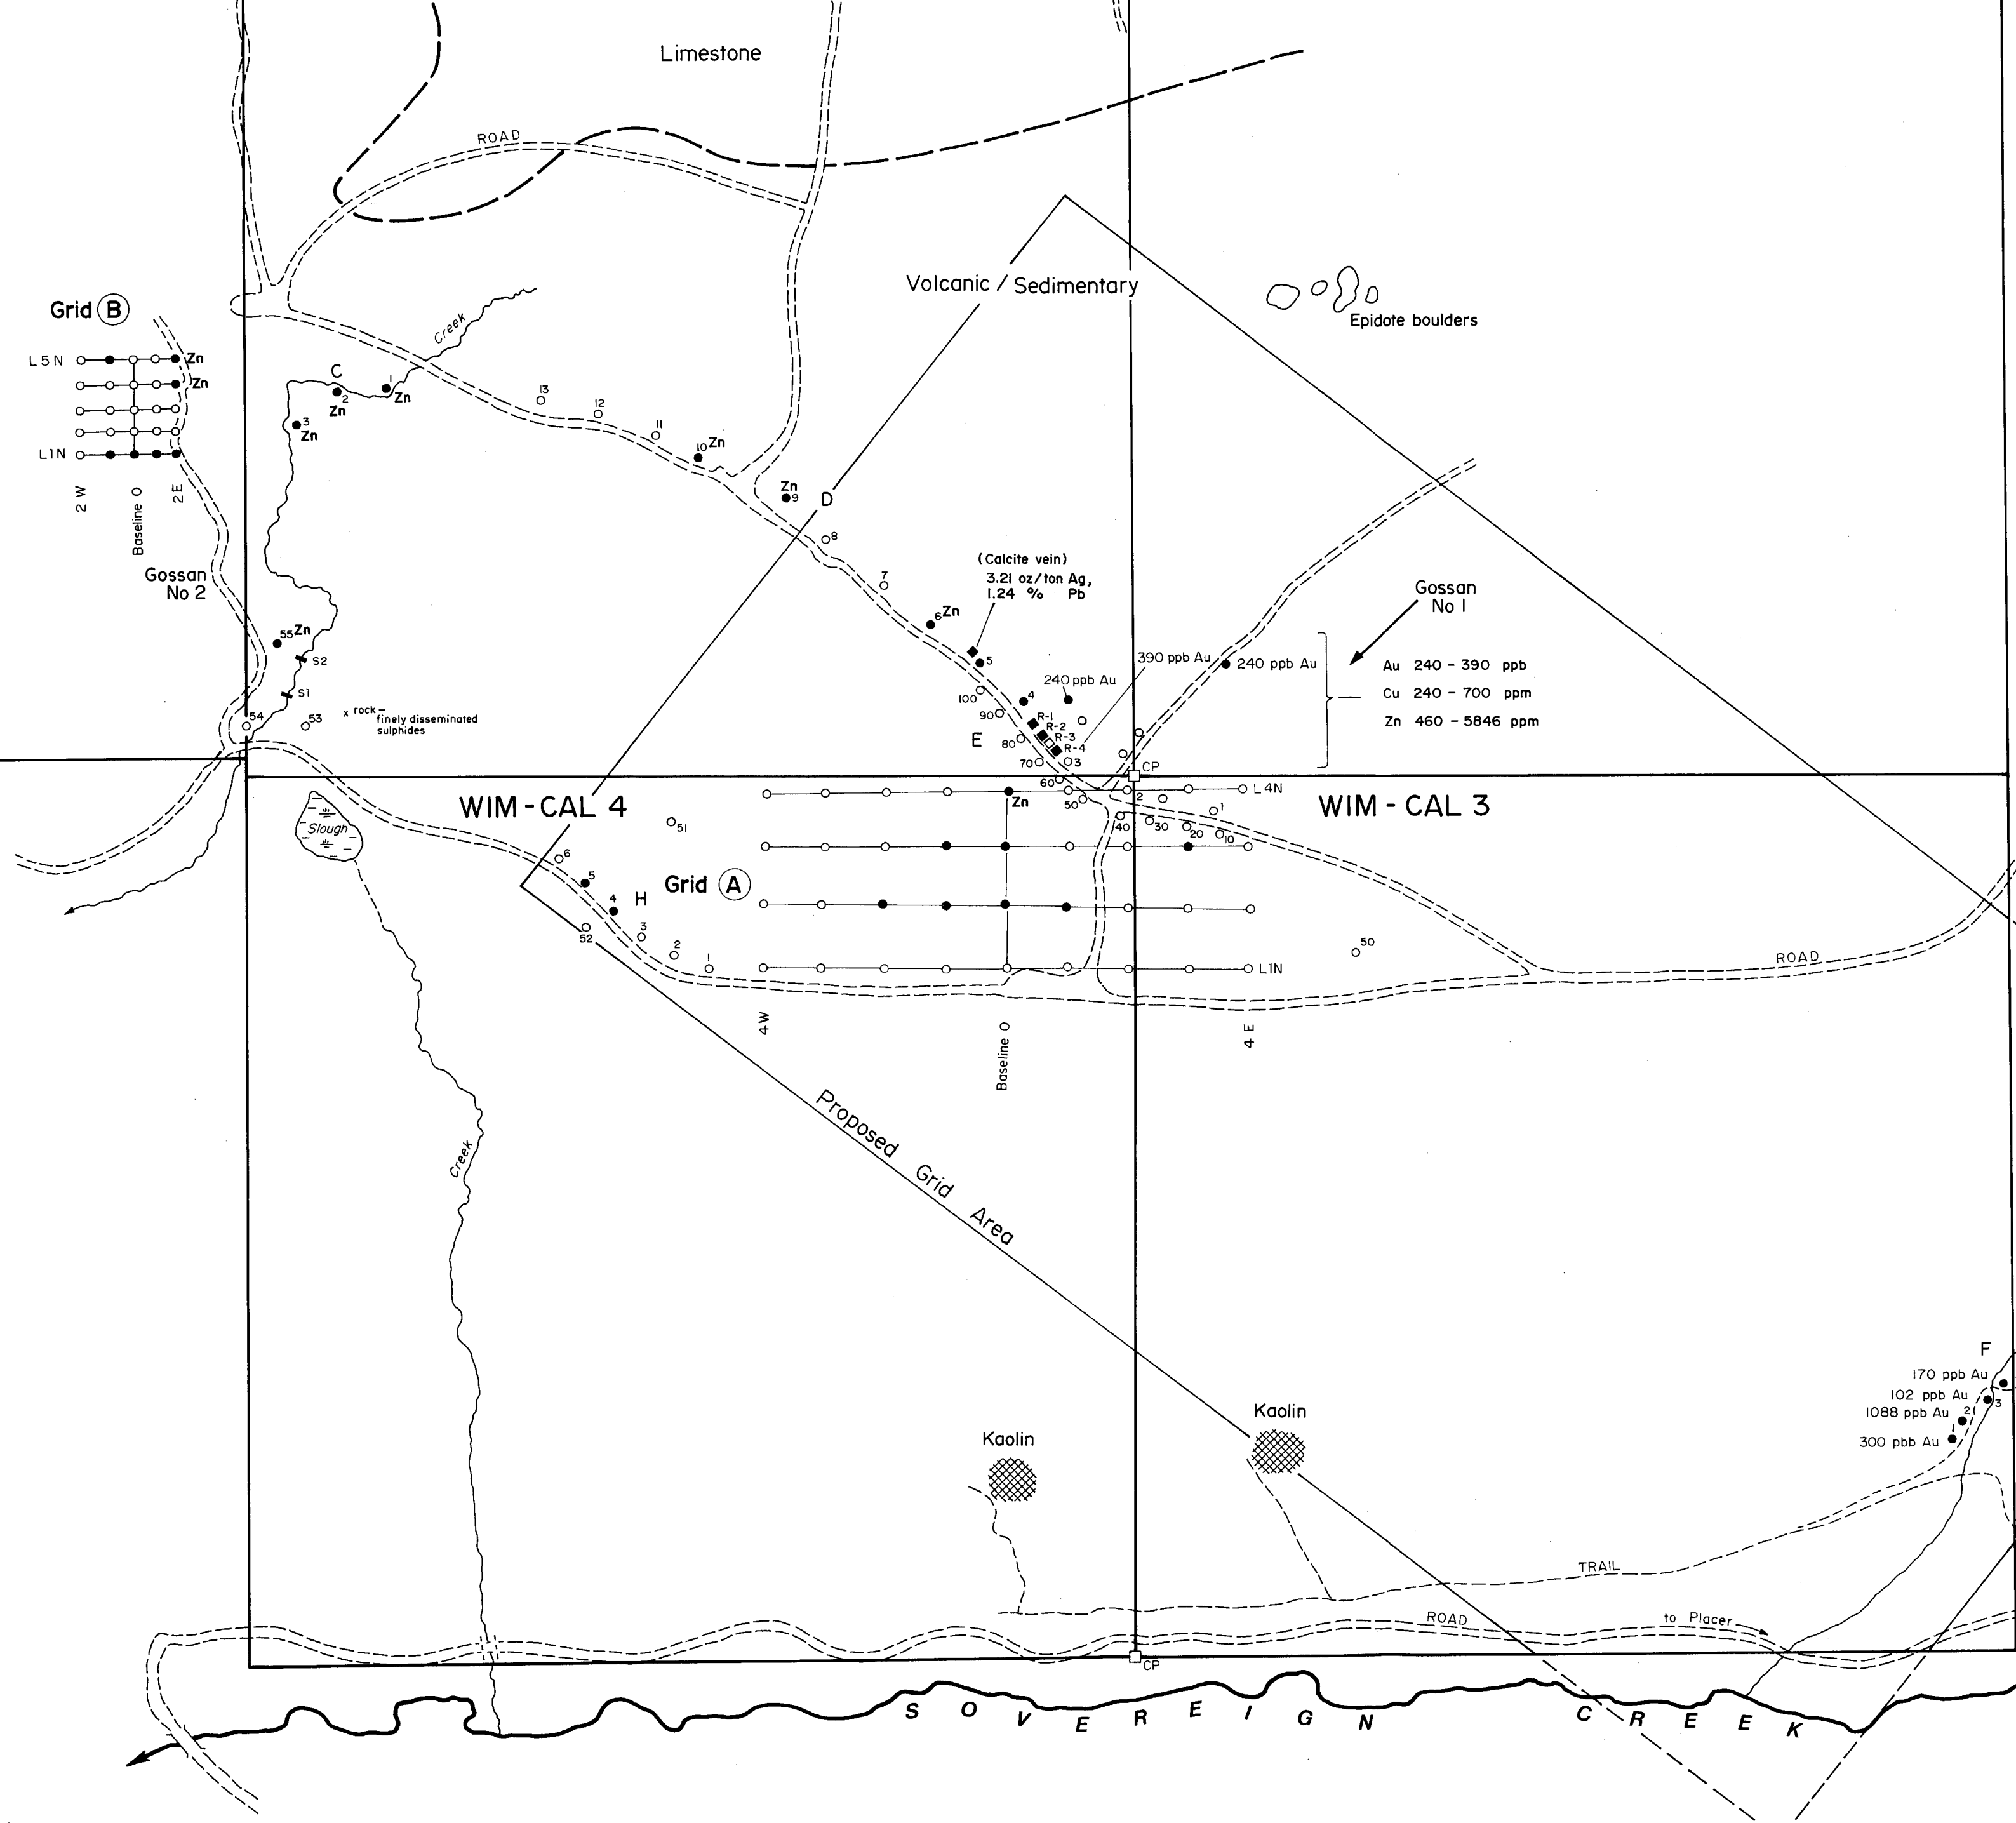 Limestone
ROAD
Volcanic / Sedimentary
Epidote boulders
Grid B
Creek
L5N
Zn
Zn
C
1
Zn
2
Zn
3
Zn
13
12
11
10 Zn
L1N
2W
Baseline 0
2E
Zn
9
D
8
Gossan
No 2
7
(Calcite vein)
3.21 oz/ton Ag,
1.24 % Pb
Gossan
No 1
6 Zn
55 Zn
S2
5
390 ppb Au
240 ppb Au
Au 240 - 390 ppb
240 ppb Au
Cu 240 - 700 ppm
Zn 460 - 5846 ppm
S1
100
4
90
R-1
R-2
R-3
R-4
E
80
70
3
54
53
x rock -
finely disseminated
sulphides
CP
60
50
L4N
2
1
Zn
40
30
20
10
WIM - CAL 4
WIM - CAL 3
Slough
51
6
5
4
H
Grid A
52
3
2
1
50
L1N
ROAD
4W
Baseline 0
4E
Proposed Grid Area
Creek
F
170 ppb Au
102 ppb Au
3
1088 ppb Au
2
300 pbb Au
Kaolin
Kaolin
TRAIL
ROAD
to Placer
CP
SOVEREIGN CREEK